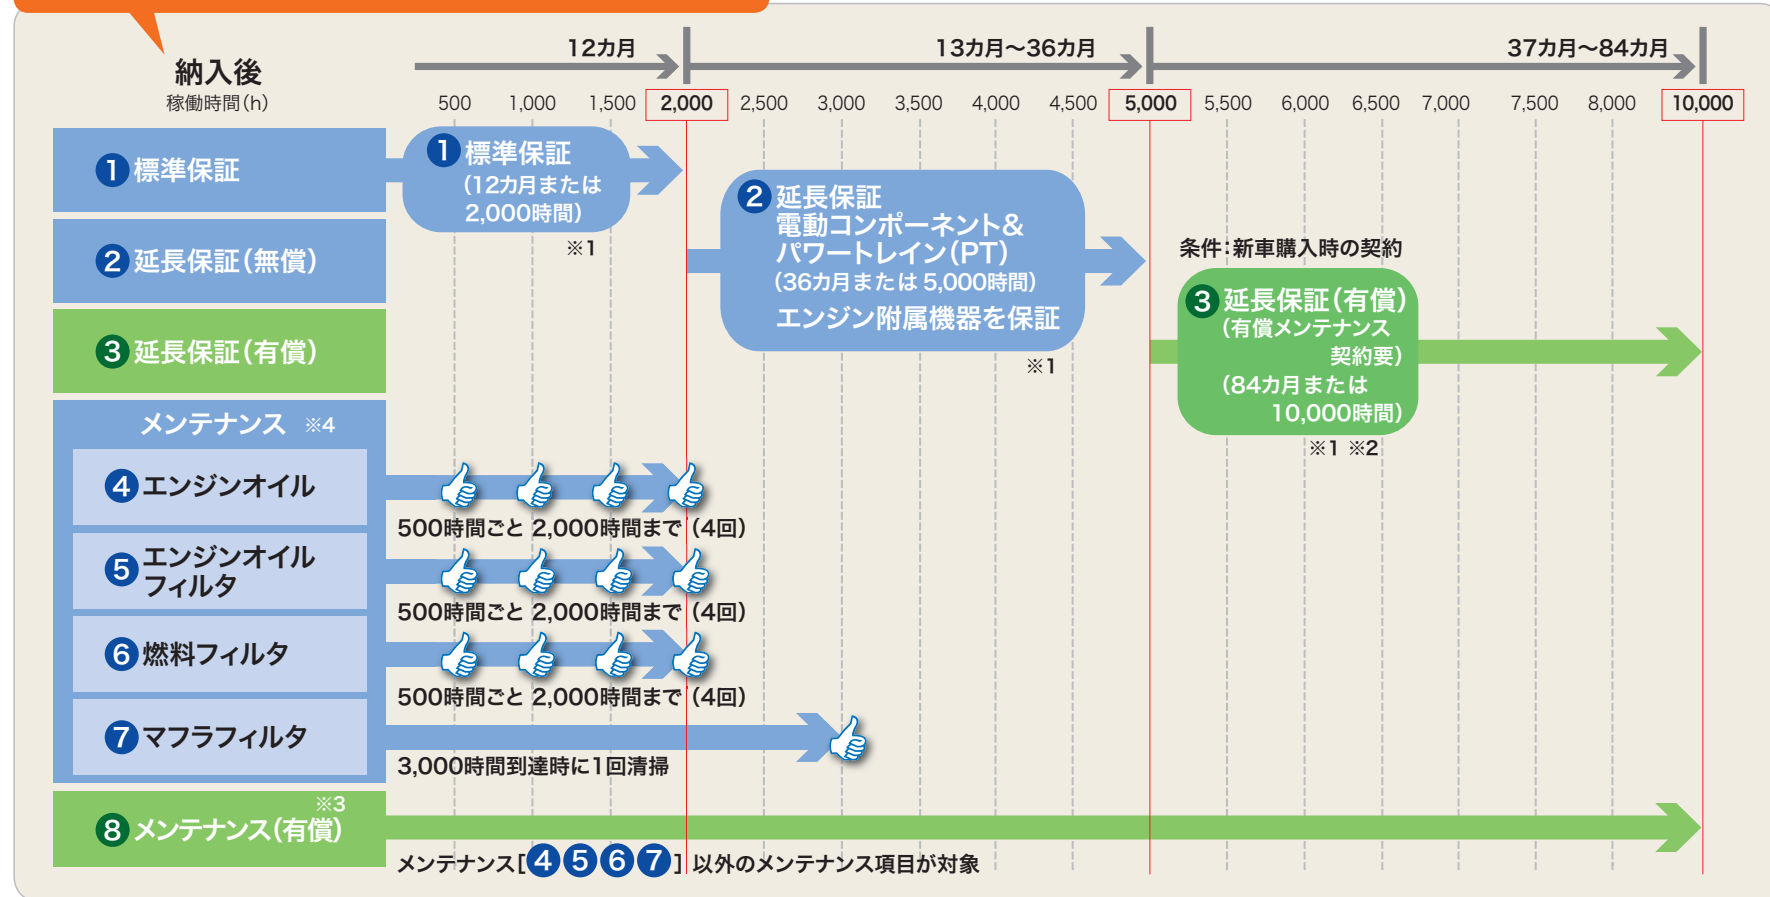 12カ月
13カ月～36カ月
37カ月～84カ月
納入後
稼働時間(h)
500 1,000 1,500 2,000 2,500 3,000 3,500 4,000 4,500 5,000 5,500 6,000 6,500 7,000 7,500 8,000 10,000
❶標準保証
❶標準保証
(12カ月または
2,000時間)
※1
❷延長保証(無償)
❷延長保証
電動コンポーネント&
パワートレイン(PT)
(36カ月または 5,000時間)
エンジン附属機器を保証
※1
❸延長保証(有償)
条件：新車購入時の契約
❸延長保証(有償)
(有償メンテナンス
契約要)
(84カ月または
10,000時間)
※1 ※2
メンテナンス ※4
❹エンジンオイル
500時間ごと 2,000時間まで (4回)
❺エンジンオイル
フィルタ
500時間ごと 2,000時間まで (4回)
❻燃料フィルタ
500時間ごと 2,000時間まで (4回)
❼マフラフィルタ
3,000時間到達時に1回清掃
※3
❽メンテナンス(有償)
メンテナンス[❹❺❻❼] 以外のメンテナンス項目が対象